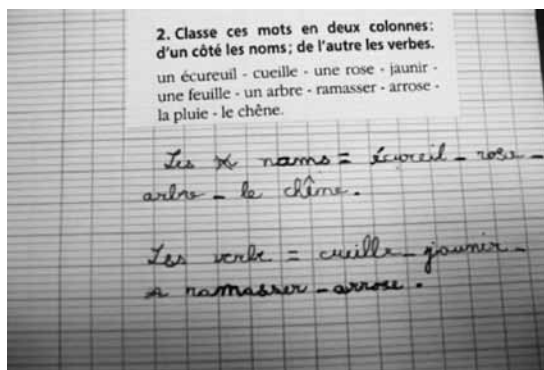 2. Classe ces mots en deux colonnes:
d'un côté les noms; de l'autre les verbes.
un écureuil - cueille - une rose - jaunir -
une feuille - un arbre - ramasser - arrose -
la pluie - le chêne.
Les noms = écureil - rose -
arbre - le chêne.
Les verbe = cueille - jaunir -
ramasser - arrose.